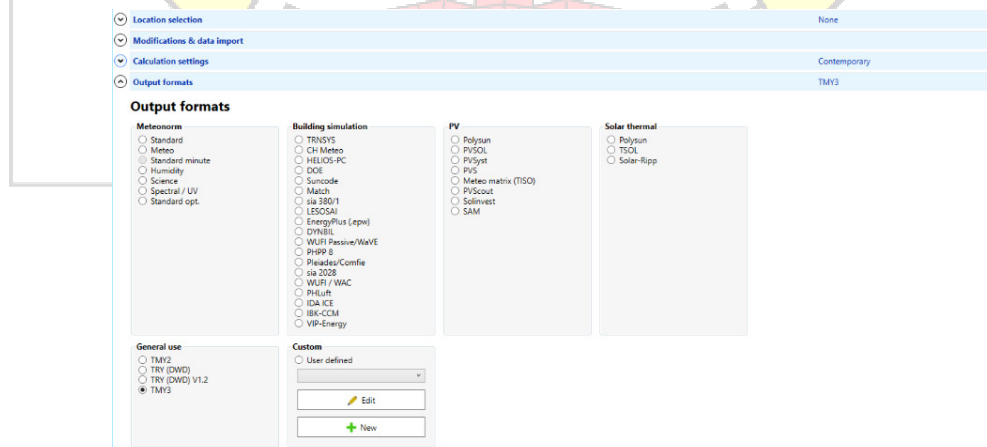 Location selection None
Modifications & data import
Calculation settings Contemporary
Output formats TMY3
Output formats
Meteonorm
Standard
Meteo
Standard minute
Humidity
Science
Spectral / UV
Standard opt.
Building simulation
TRNSYS
CH Meteo
HELIOS-PC
DOE
Suncode
Match
sia 380/1
LESOSAI
EnergyPlus (.epw)
DYNBIL
WUFI Passive/WaVE
PHPP 8
Pleiades/Comfie
sia 2028
WUFI / WAC
PHLuft
IDA ICE
IBK-CCM
VIP-Energy
PV
Polysun
PVSOL
PVSyst
PVS
Meteo matrix (TISO)
PVScout
Solinvest
SAM
Solar thermal
Polysun
TSOL
Solar-Ripp
General use
TMY2
TRY (DWD)
TRY (DWD) V1.2
TMY3
Custom
User defined
Edit
New